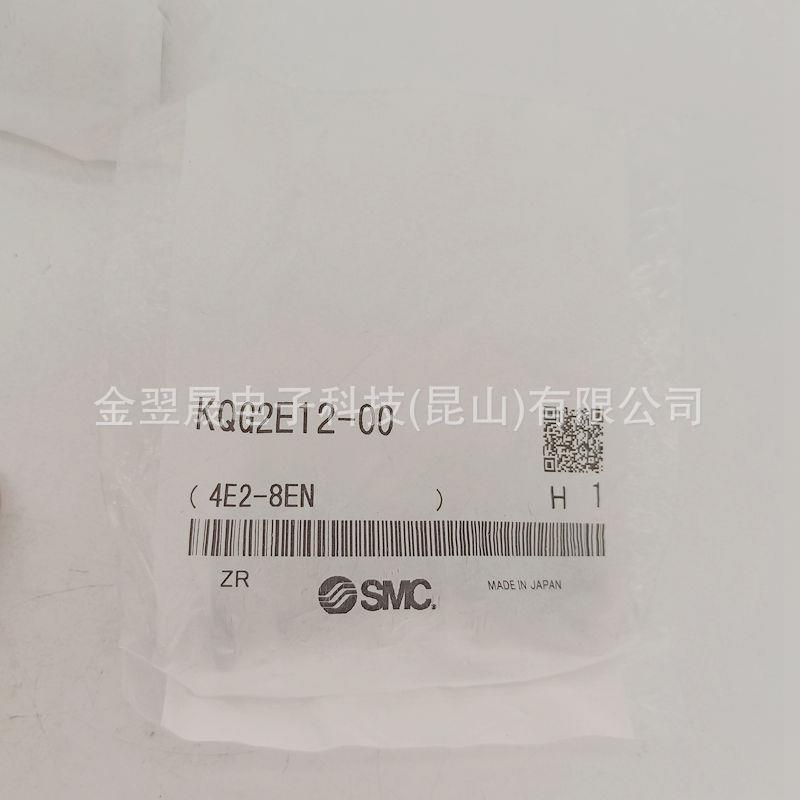 金翌晟电子科技(昆山)有限公司
KQG2E12-00
( 4E2-8EN ) H 1
ZR SMC. MADE IN JAPAN